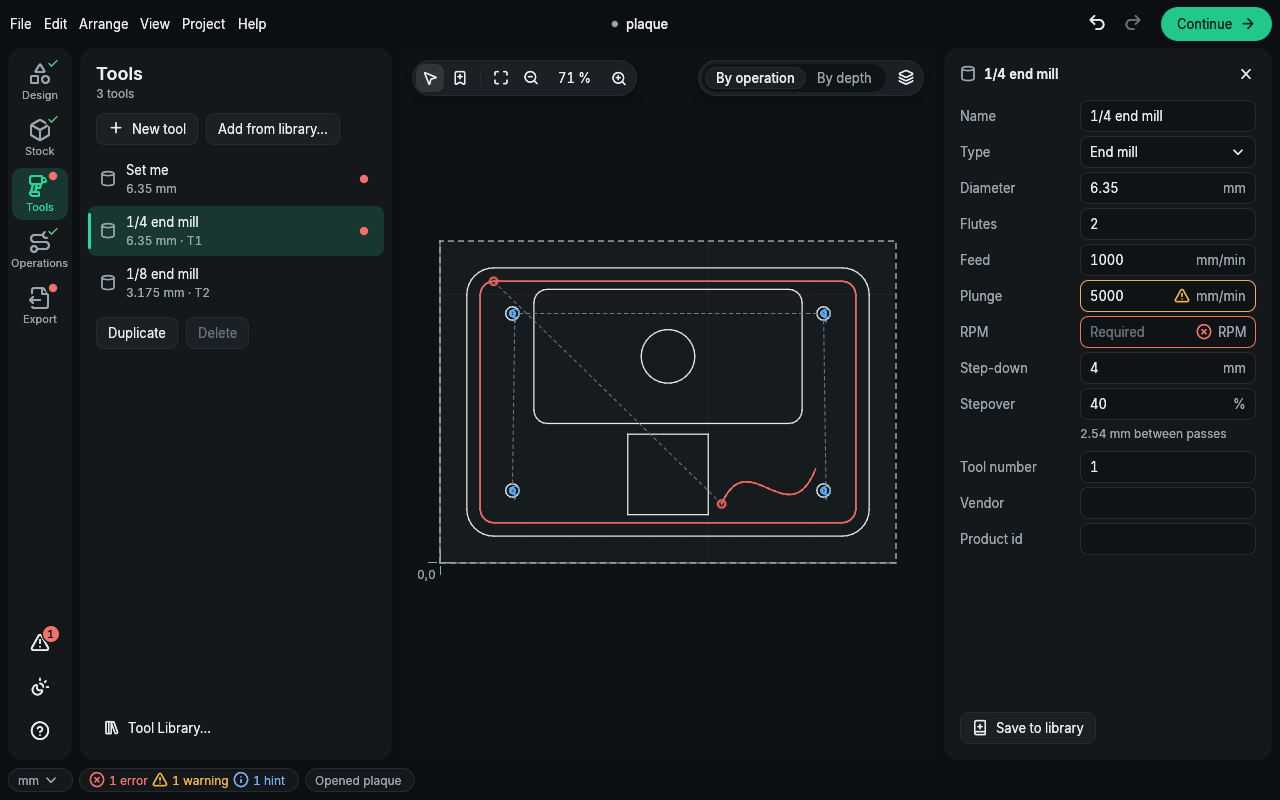 File Edit Arrange View Project Help
plaque
Continue
Design
Stock
Tools
Operations
Export
1
Tools
3 tools
New tool
Add from library...
Set me
6.35 mm
1/4 end mill
6.35 mm · T1
1/8 end mill
3.175 mm · T2
Duplicate
Delete
Tool Library...
71 %
By operation
By depth
0,0
1/4 end mill
Name 1/4 end mill
Type End mill
Diameter 6.35 mm
Flutes 2
Feed 1000 mm/min
Plunge 5000 mm/min
RPM Required RPM
Step-down 4 mm
Stepover 40 %
2.54 mm between passes
Tool number 1
Vendor
Product id
Save to library
mm
1 error 1 warning 1 hint
Opened plaque